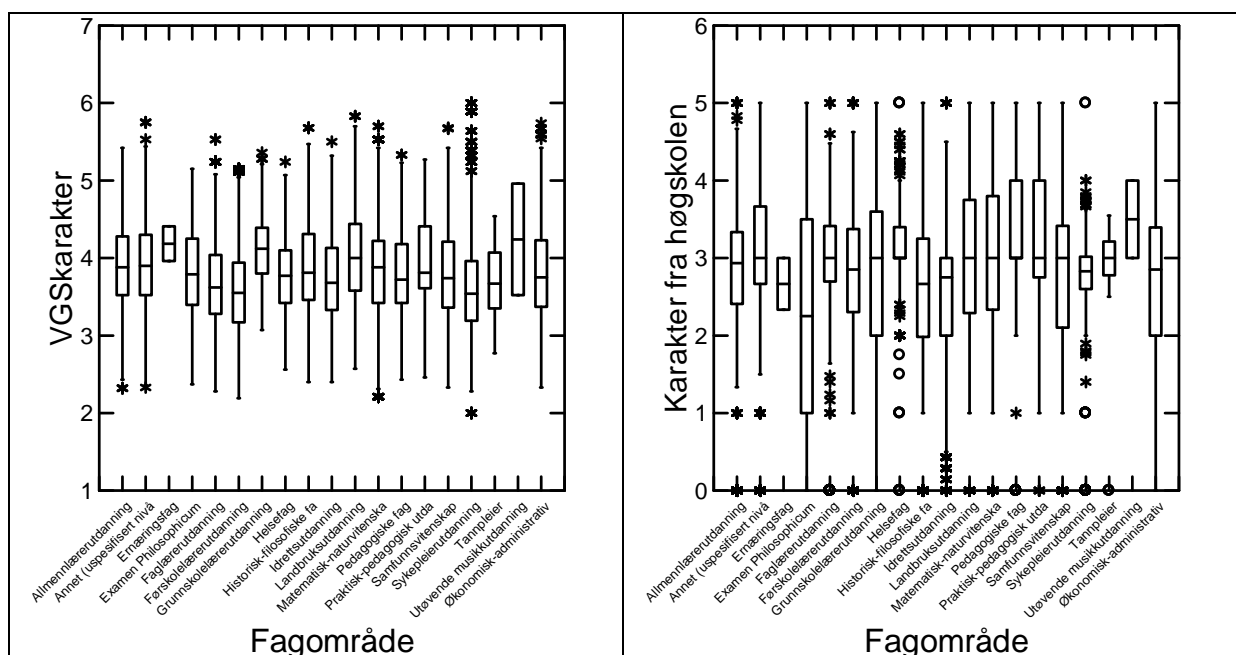 VGSkarakter
7
6
5
4
3
2
1
Allmennlærerutdanning
Annet (uspesifisert nivå
Ernæringsfag
Examen Philosophicum
Faglærerutdanning
Førskolelærerutdanning
Grunnskolelærerutdanning
Helsefag
Historisk-filosofiske fa
Idrettsutdanning
Landbruksutdanning
Matematisk-naturvitenska
Pedagogiske fag
Praktisk-pedagogisk utda
Samfunnsvitenskap
Sykepleierutdanning
Tannpleier
Utøvende musikkutdanning
Økonomisk-administrativ
Fagområde
Karakter fra høgskolen
6
5
4
3
2
1
0
Allmennlærerutdanning
Annet (uspesifisert nivå
Ernæringsfag
Examen Philosophicum
Faglærerutdanning
Førskolelærerutdanning
Grunnskolelærerutdanning
Helsefag
Historisk-filosofiske fa
Idrettsutdanning
Landbruksutdanning
Matematisk-naturvitenska
Pedagogiske fag
Praktisk-pedagogisk utda
Samfunnsvitenskap
Sykepleierutdanning
Tannpleier
Utøvende musikkutdanning
Økonomisk-administrativ
Fagområde